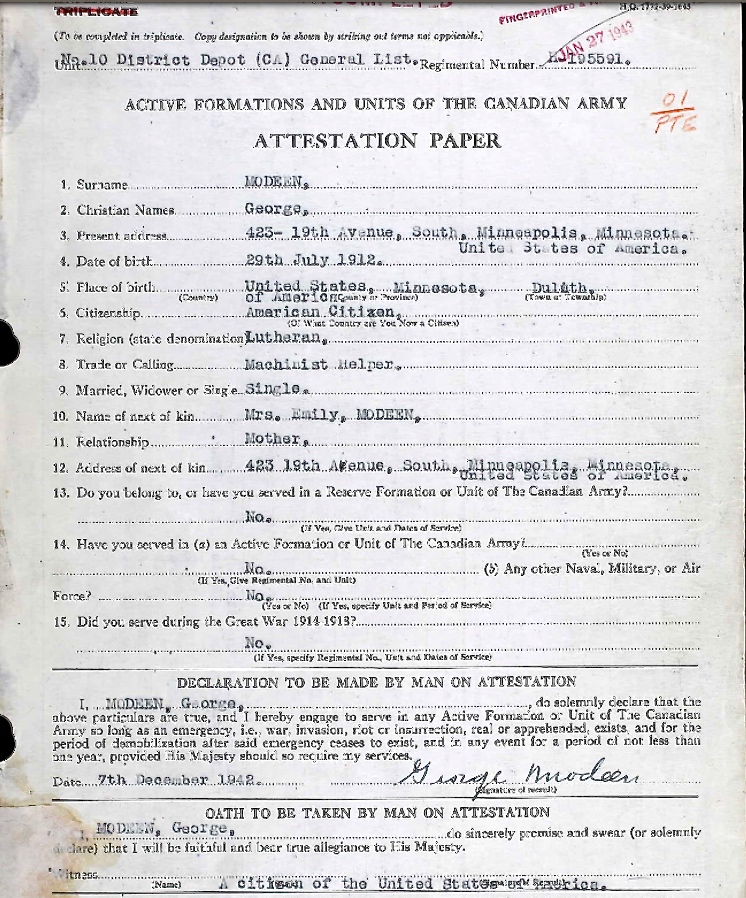 TRIPLICATE
FINGERPRINTED
H.Q. 1772-39-1643
JAN 27 1943
(To be completed in triplicate. Copy designation to be shown by striking out terms not applicable.)
Unit No.10 District Depot (CA) General List. Regimental Number 195591.
ACTIVE FORMATIONS AND UNITS OF THE CANADIAN ARMY
01
PTE
ATTESTATION PAPER
1. Surname MODEEN,
2. Christian Names George,
3. Present address 423- 19th Avenue, South, Minneapolis, Minnesota.
United States of America.
4. Date of birth 29th July 1912.
5. Place of birth United States, Minnesota, Duluth,
(Country) of America (County or Province) (Town or Township)
6. Citizenship American Citizen,
(Of What Country are You Now a Citizen)
7. Religion (state denomination) Lutheran,
8. Trade or Calling Machinist Helper.
9. Married, Widower or Single Single.
10. Name of next of kin Mrs. Emily, MODEEN,
11. Relationship Mother,
12. Address of next of kin 423 19th Avenue, South, Minneapolis, Minnesota,
United States of America.
13. Do you belong to, or have you served in a Reserve Formation or Unit of The Canadian Army?
No.
(If Yes, Give Unit and Dates of Service)
14. Have you served in (a) an Active Formation or Unit of The Canadian Army?
(Yes or No)
No. (b) Any other Naval, Military, or Air
(If Yes, Give Regimental No. and Unit)
Force? No.
(Yes or No) (If Yes, specify Unit and Period of Service)
15. Did you serve during the Great War 1914-1918?
No.
(If Yes, specify Regimental No., Unit and Dates of Service)
DECLARATION TO BE MADE BY MAN ON ATTESTATION
I, MODEEN, George, , do solemnly declare that the
above particulars are true, and I hereby engage to serve in any Active Formation or Unit of The Canadian
Army so long as an emergency, i.e., war, invasion, riot or insurrection, real or apprehended, exists, and for the
period of demobilization after said emergency ceases to exist, and in any event for a period of not less than
one year, provided His Majesty should so require my services.
Date 7th December 1942. George Modeen
(Signature of recruit)
OATH TO BE TAKEN BY MAN ON ATTESTATION
I, MODEEN, George, do sincerely promise and swear (or solemnly
declare) that I will be faithful and bear true allegiance to His Majesty.
Witness
(Name) A citizen of the United States of America.